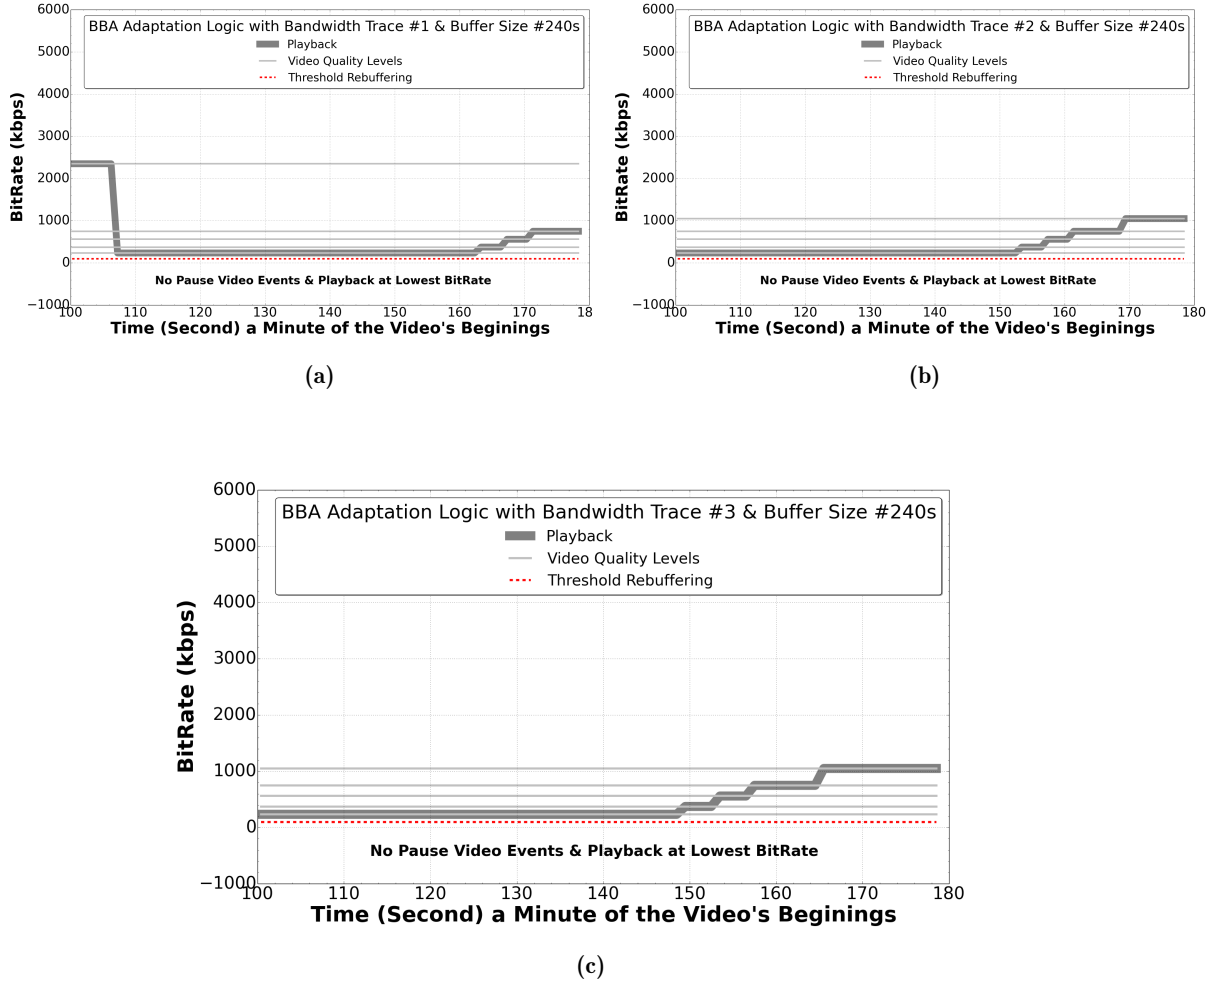 BBA Adaptation Logic with Bandwidth Trace #1 & Buffer Size #240s
Playback
Video Quality Levels
Threshold Rebuffering
BitRate (kbps)
6000
5000
4000
3000
2000
1000
0
−1000
No Pause Video Events & Playback at Lowest BitRate
100 110 120 130 140 150 160 170 18
Time (Second) a Minute of the Video's Beginings
(a)
BBA Adaptation Logic with Bandwidth Trace #2 & Buffer Size #240s
Playback
Video Quality Levels
Threshold Rebuffering
BitRate (kbps)
6000
5000
4000
3000
2000
1000
0
−1000
No Pause Video Events & Playback at Lowest BitRate
100 110 120 130 140 150 160 170 180
Time (Second) a Minute of the Video's Beginings
(b)
BBA Adaptation Logic with Bandwidth Trace #3 & Buffer Size #240s
Playback
Video Quality Levels
Threshold Rebuffering
BitRate (kbps)
6000
5000
4000
3000
2000
1000
0
−1000
No Pause Video Events & Playback at Lowest BitRate
100 110 120 130 140 150 160 170 180
Time (Second) a Minute of the Video's Beginings
(c)